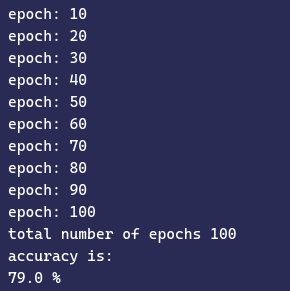 epoch: 10
epoch: 20
epoch: 30
epoch: 40
epoch: 50
epoch: 60
epoch: 70
epoch: 80
epoch: 90
epoch: 100
total number of epochs 100
accuracy is:
79.0 %